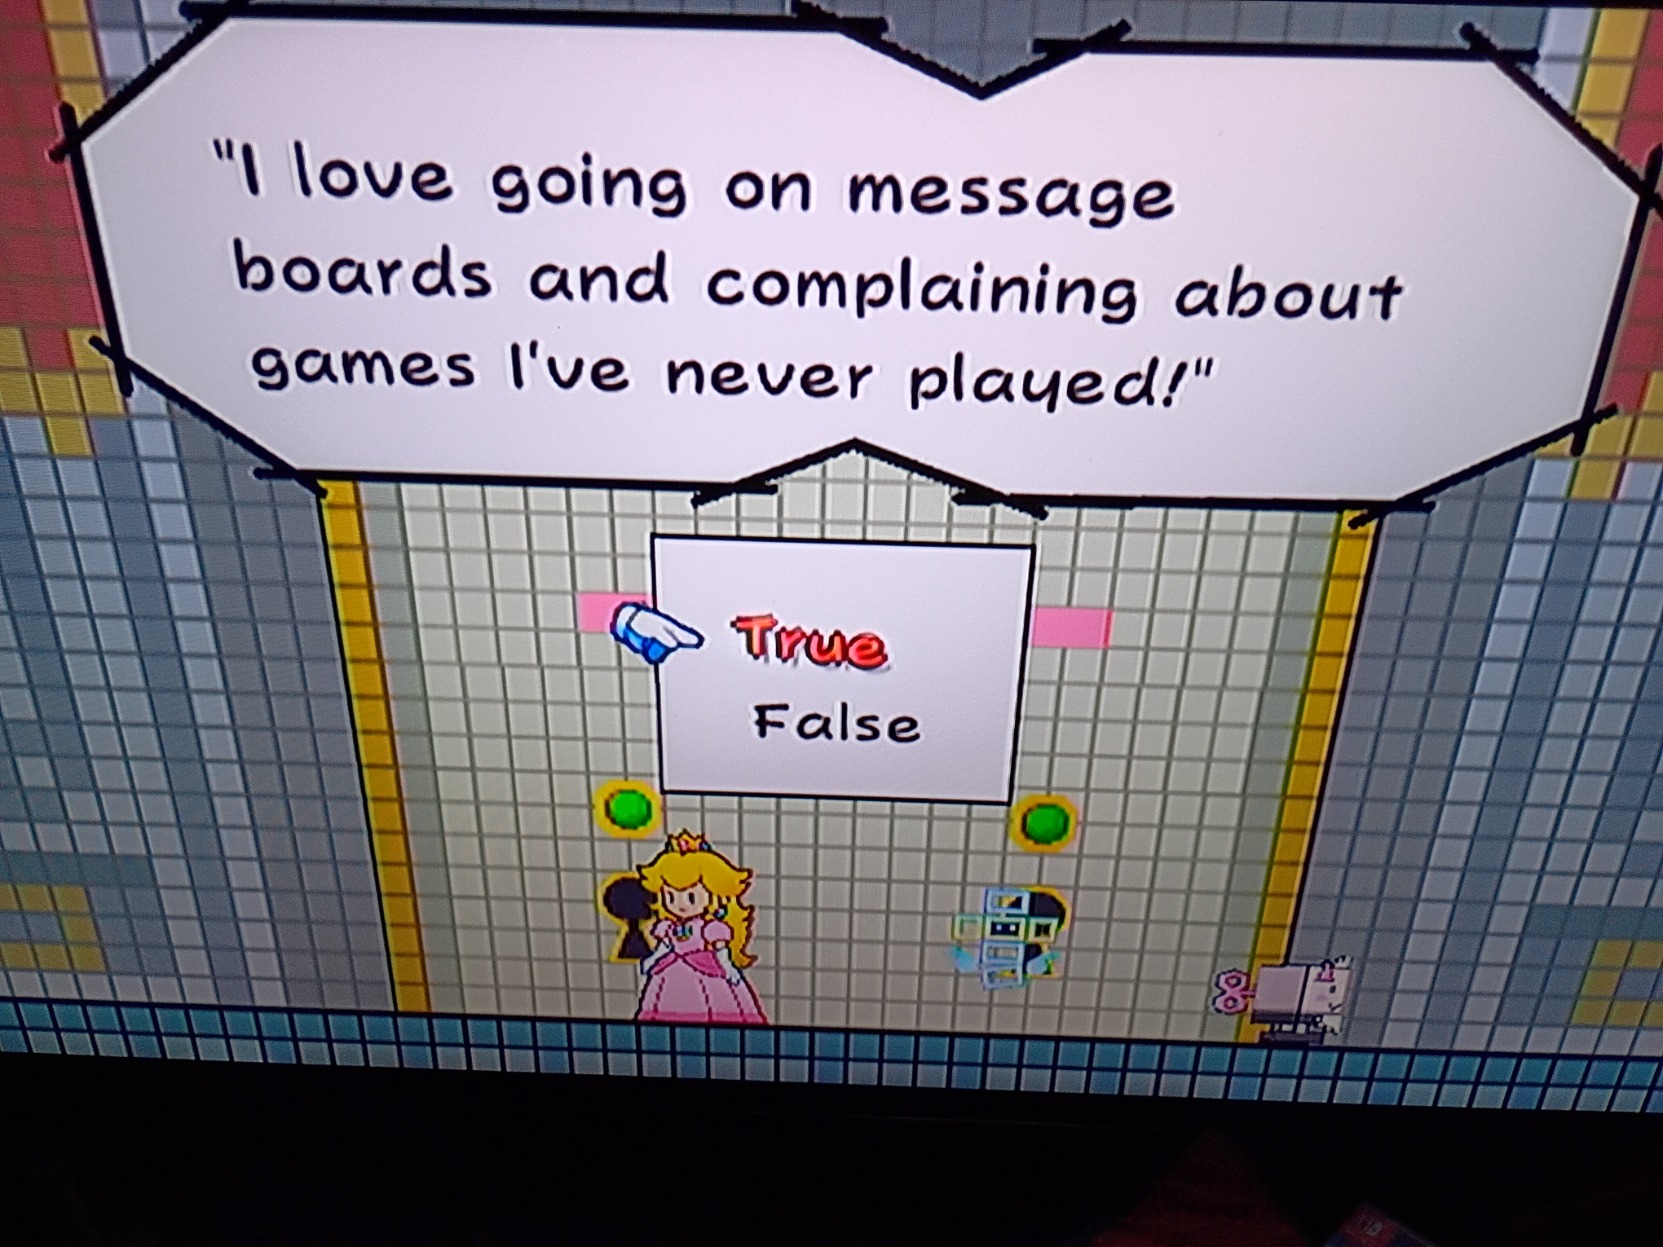 "I love going on message
boards and complaining about
games I've never played!"
True
False